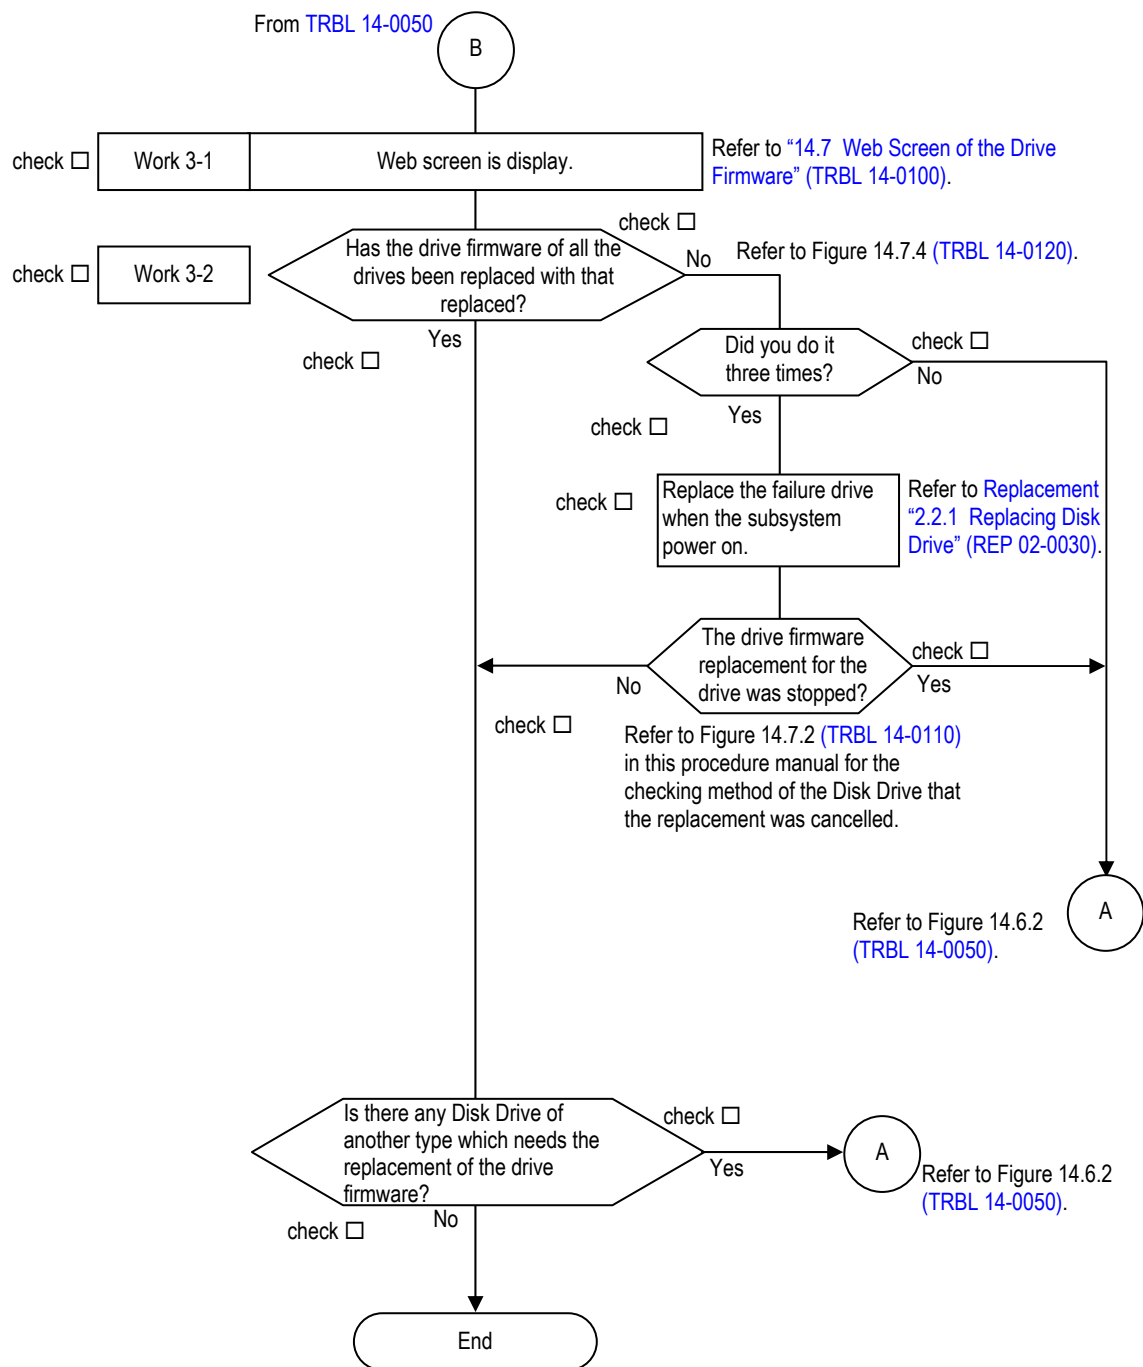 From TRBL 14-0050
B
check □
Work 3-1
Web screen is display.
Refer to “14.7 Web Screen of the Drive
Firmware” (TRBL 14-0100).
check □
check □
Work 3-2
Has the drive firmware of all the
drives been replaced with that
replaced?
No
Refer to Figure 14.7.4 (TRBL 14-0120).
Yes
check □
Did you do it
three times?
check □
No
Yes
check □
check □
Replace the failure drive
when the subsystem
power on.
Refer to Replacement
“2.2.1 Replacing Disk
Drive” (REP 02-0030).
The drive firmware
replacement for the
drive was stopped?
check □
No
Yes
check □
Refer to Figure 14.7.2 (TRBL 14-0110)
in this procedure manual for the
checking method of the Disk Drive that
the replacement was cancelled.
A
Refer to Figure 14.6.2
(TRBL 14-0050).
Is there any Disk Drive of
another type which needs the
replacement of the drive
firmware?
check □
Yes
A
Refer to Figure 14.6.2
(TRBL 14-0050).
No
check □
End